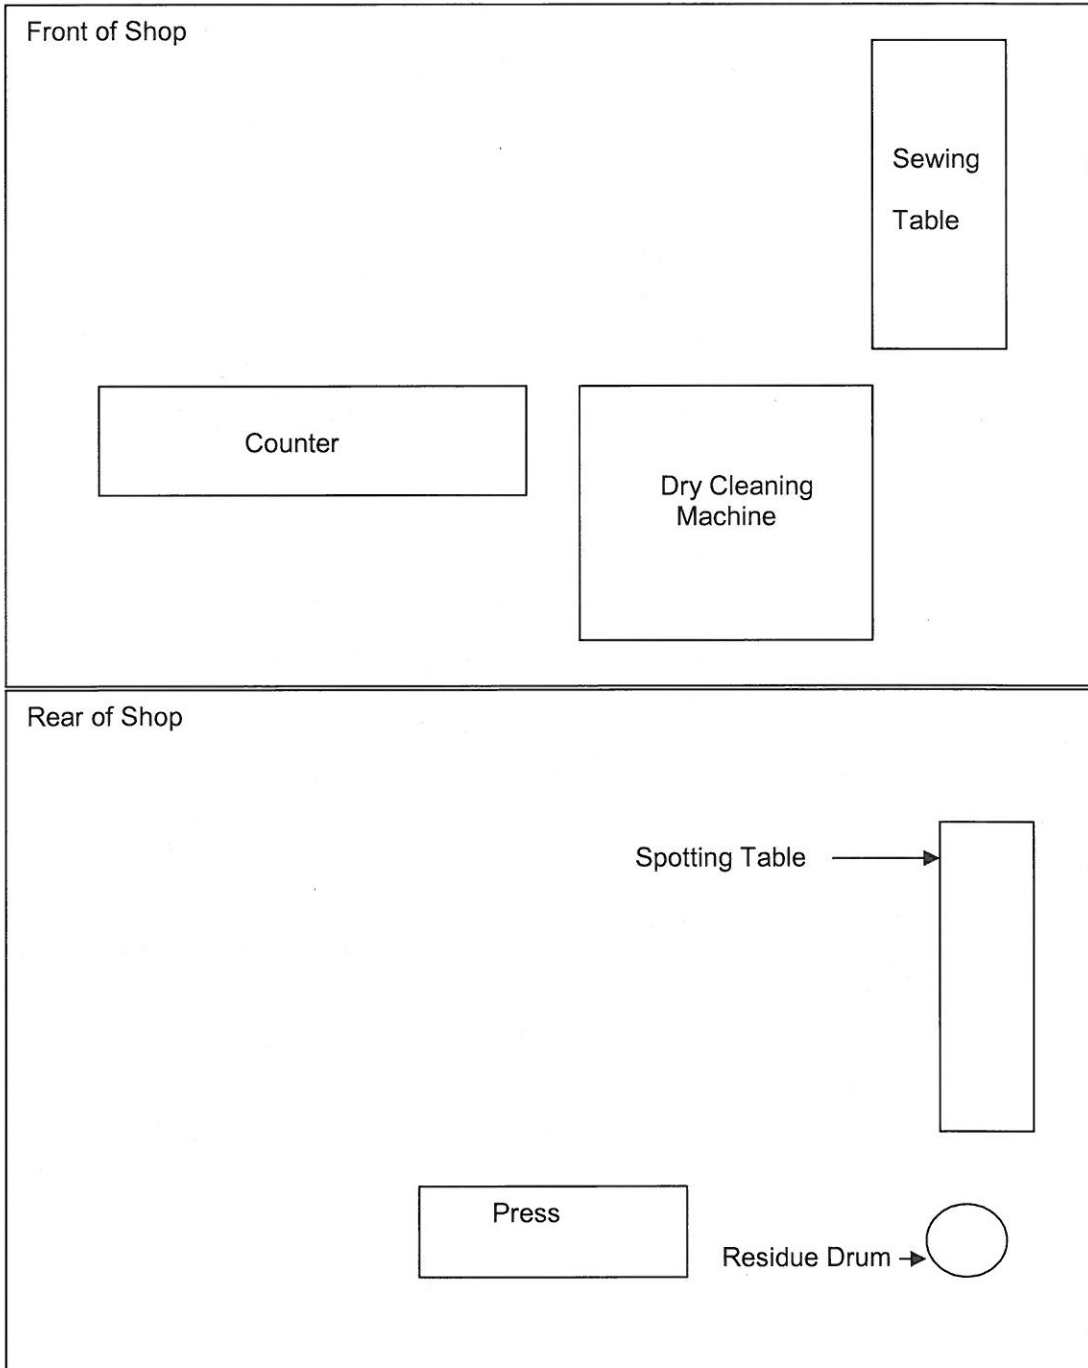 Front of Shop
Sewing
Table
Counter
Dry Cleaning
Machine
Rear of Shop
Spotting Table
Press
Residue Drum